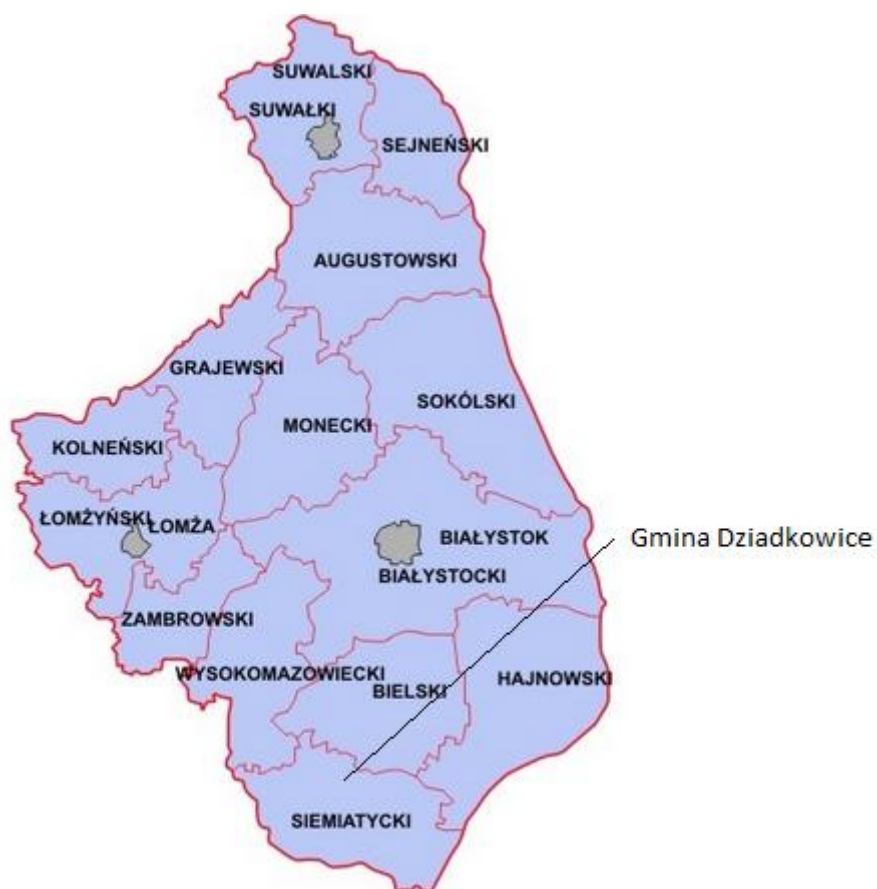 SUWALSKI
SUWAŁKI
SEJNEŃSKI
AUGUSTOWSKI
GRAJEWSKI
SOKÓLSKI
MONECKI
KOLNEŃSKI
ŁOMŻYŃSKI
ŁOMŻA
BIAŁYSTOK
Gmina Dziadkowice
BIAŁYSTOCKI
ZAMBROWSKI
WYSOKOMAZOWIECKI
HAJNOWSKI
BIELSKI
SIEMIATYCKI